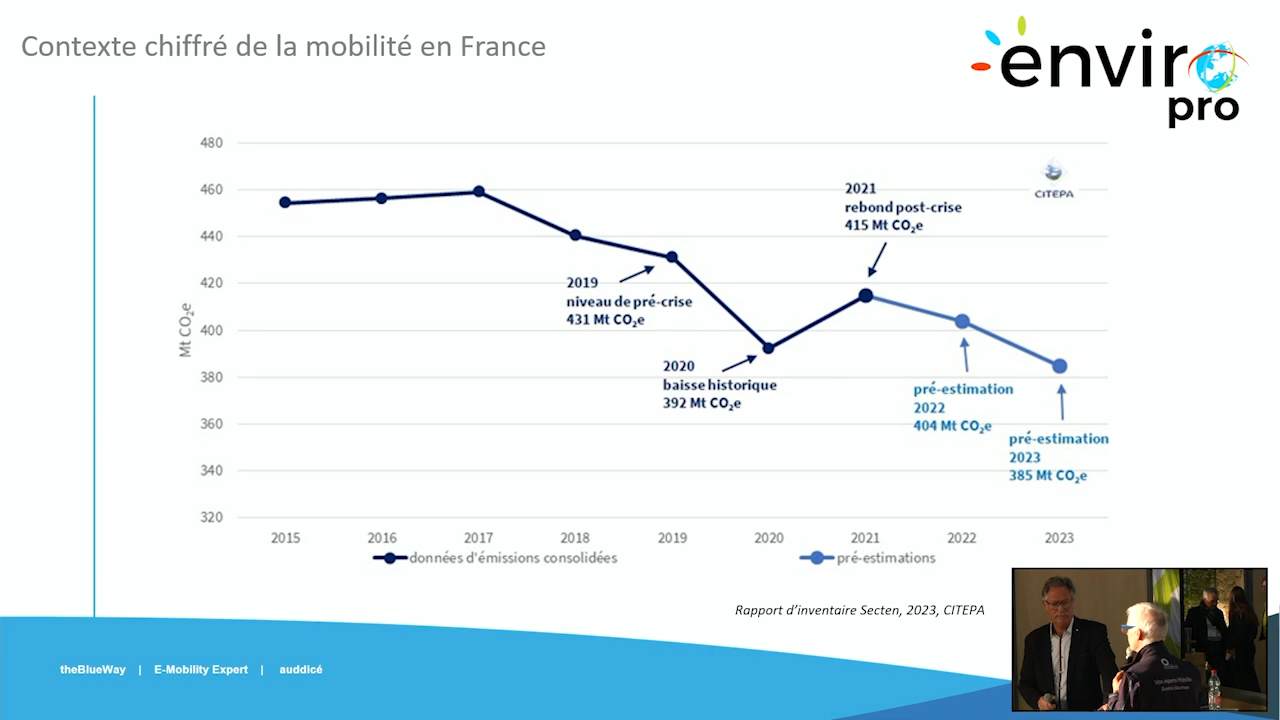 Contexte chiffré de la mobilité en France
enviro
pro
480
460
440
420
400
380
360
340
320
Mt CO₂e
CITEPA
2021
rebond post-crise
415 Mt CO₂e
2019
niveau de pré-crise
431 Mt CO₂e
2020
baisse historique
392 Mt CO₂e
pré-estimation
2022
404 Mt CO₂e
pré-estimation
2023
385 Mt CO₂e
2015 2016 2017 2018 2019 2020 2021 2022 2023
données d'émissions consolidées pré-estimations
Rapport d'inventaire Secten, 2023, CITEPA
theBlueWay | E-Mobility Expert | auddicé